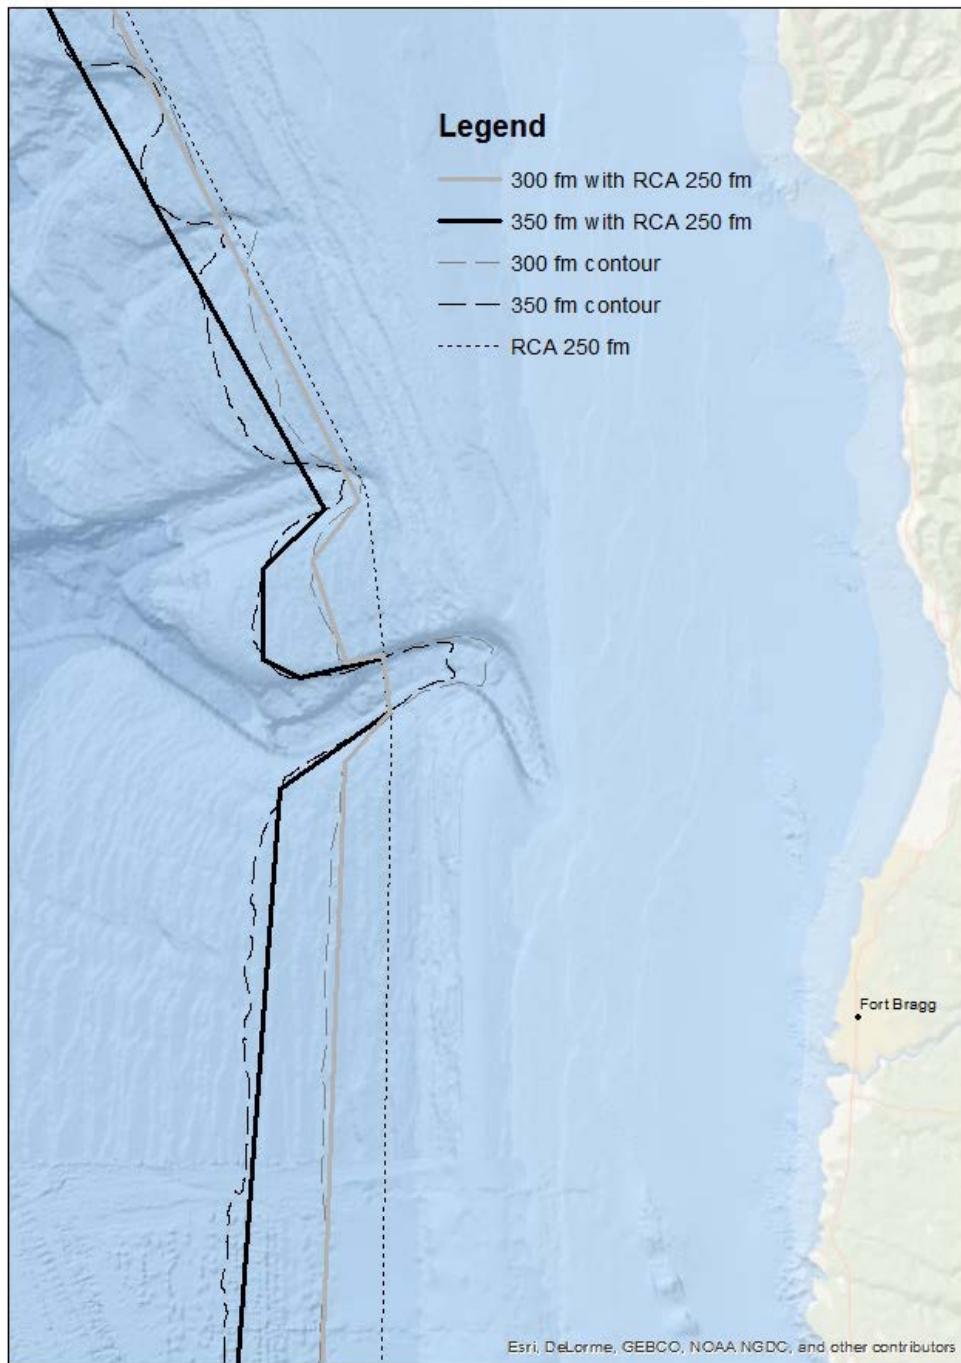 Legend
300 fm with RCA 250 fm
350 fm with RCA 250 fm
300 fm contour
350 fm contour
RCA 250 fm
Fort Bragg
Esri, DeLorme, GEBCO, NOAA NGDC, and other contributors